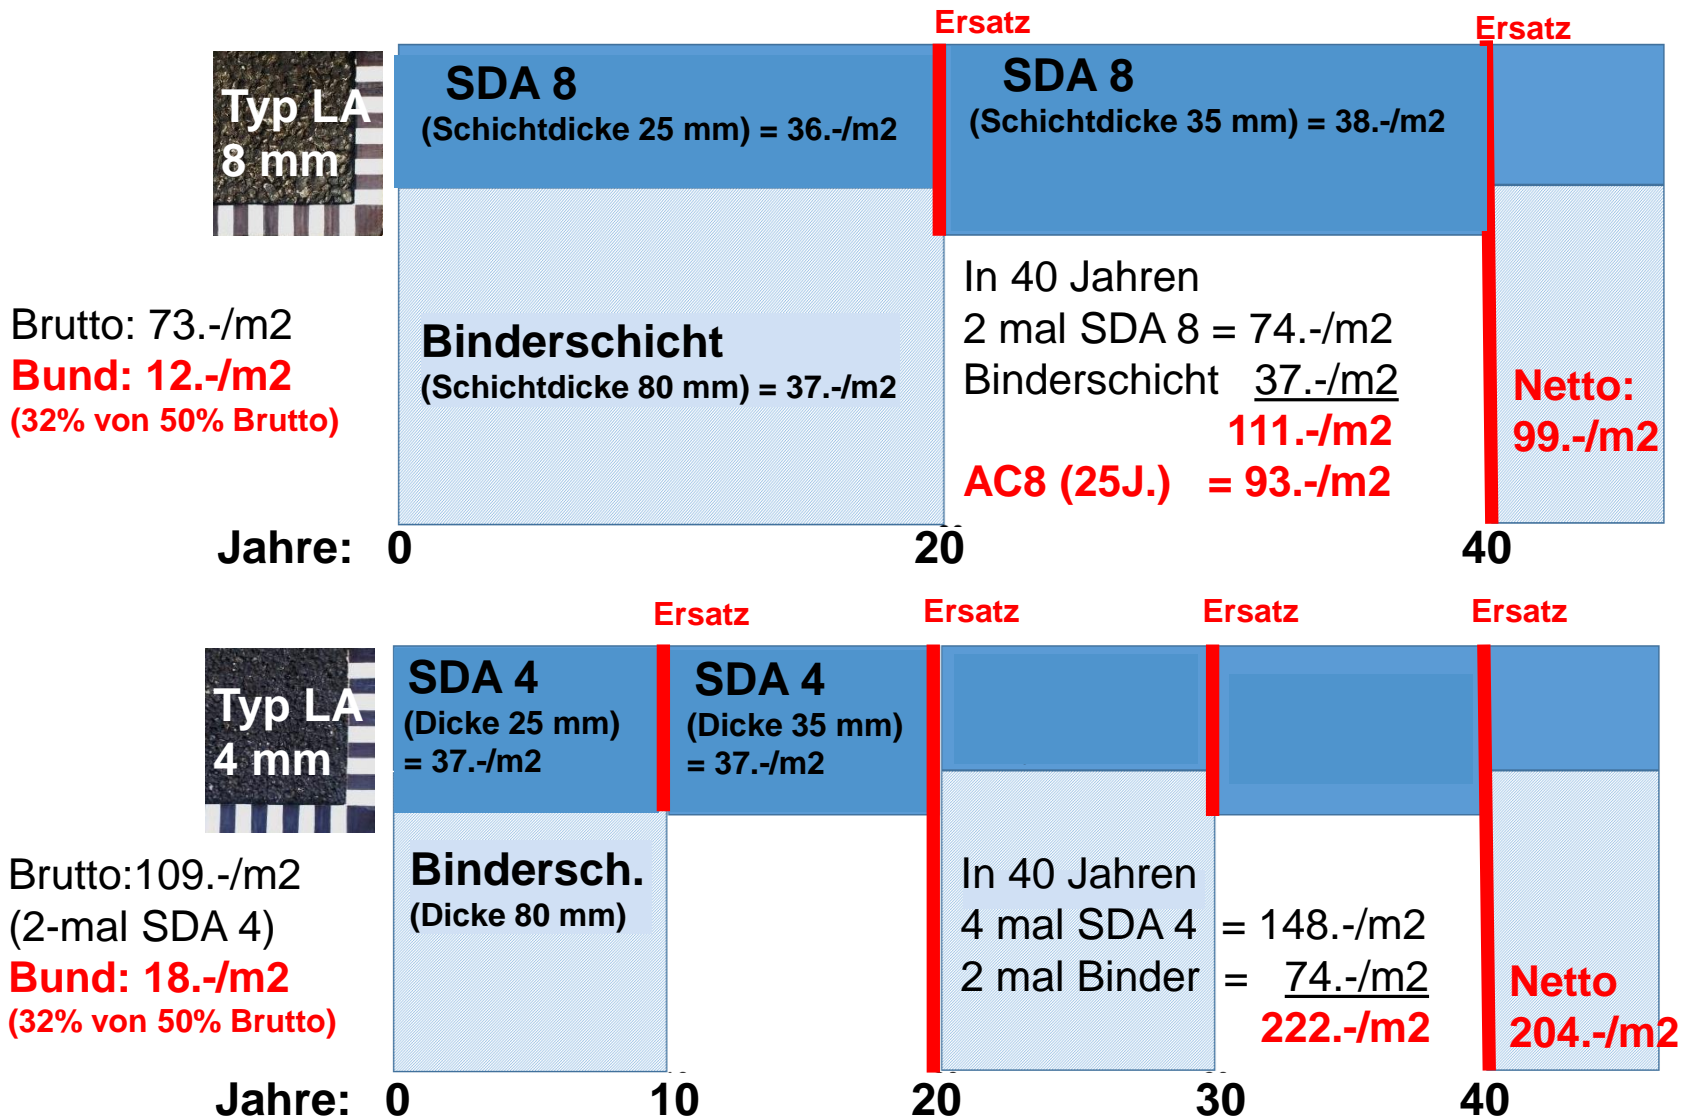 Ersatz
Ersatz
Typ LA
8 mm
SDA 8
(Schichtdicke 25 mm) = 36.-/m2
SDA 8
(Schichtdicke 35 mm) = 38.-/m2
Brutto: 73.-/m2
Bund: 12.-/m2
(32% von 50% Brutto)
Binderschicht
(Schichtdicke 80 mm) = 37.-/m2
In 40 Jahren
2 mal SDA 8 = 74.-/m2
Binderschicht 37.-/m2
111.-/m2
AC8 (25J.) = 93.-/m2
Netto:
99.-/m2
Jahre: 0 20 40
Ersatz Ersatz Ersatz Ersatz
Typ LA
4 mm
SDA 4
(Dicke 25 mm)
= 37.-/m2
SDA 4
(Dicke 35 mm)
= 37.-/m2
Brutto:109.-/m2
(2-mal SDA 4)
Bund: 18.-/m2
(32% von 50% Brutto)
Bindersch.
(Dicke 80 mm)
In 40 Jahren
4 mal SDA 4 = 148.-/m2
2 mal Binder = 74.-/m2
222.-/m2
Netto
204.-/m2
Jahre: 0 10 20 30 40